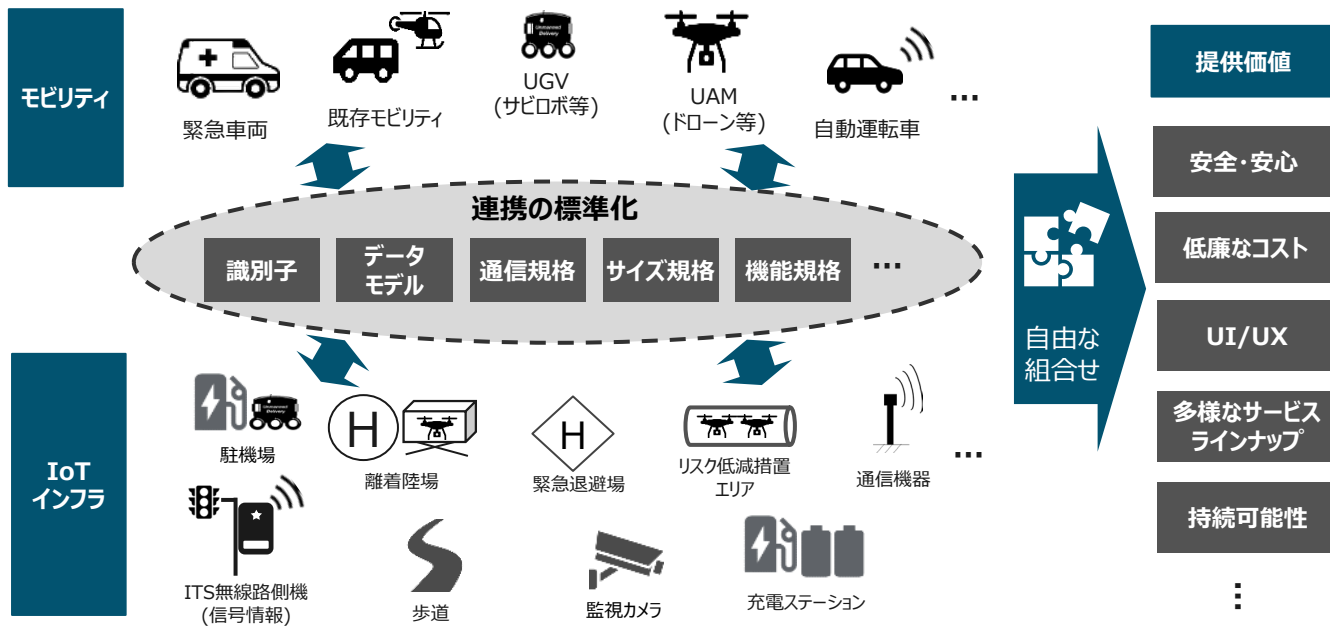 モビリティ
緊急車両
既存モビリティ
Unmanned
Delivery
UGV
(サビロボ等)
UAM
(ドローン等)
自動運転車
…
連携の標準化
識別子
データ
モデル
通信規格
サイズ規格
機能規格
…
IoT
インフラ
Unmanned
Delivery
駐機場
H
離着陸場
H
緊急退避場
リスク低減措置
エリア
通信機器
…
ITS無線路側機
(信号情報)
歩道
監視カメラ
充電ステーション
自由な
組合せ
提供価値
安全・安心
低廉なコスト
UI/UX
多様なサービス
ラインナップ
持続可能性
…